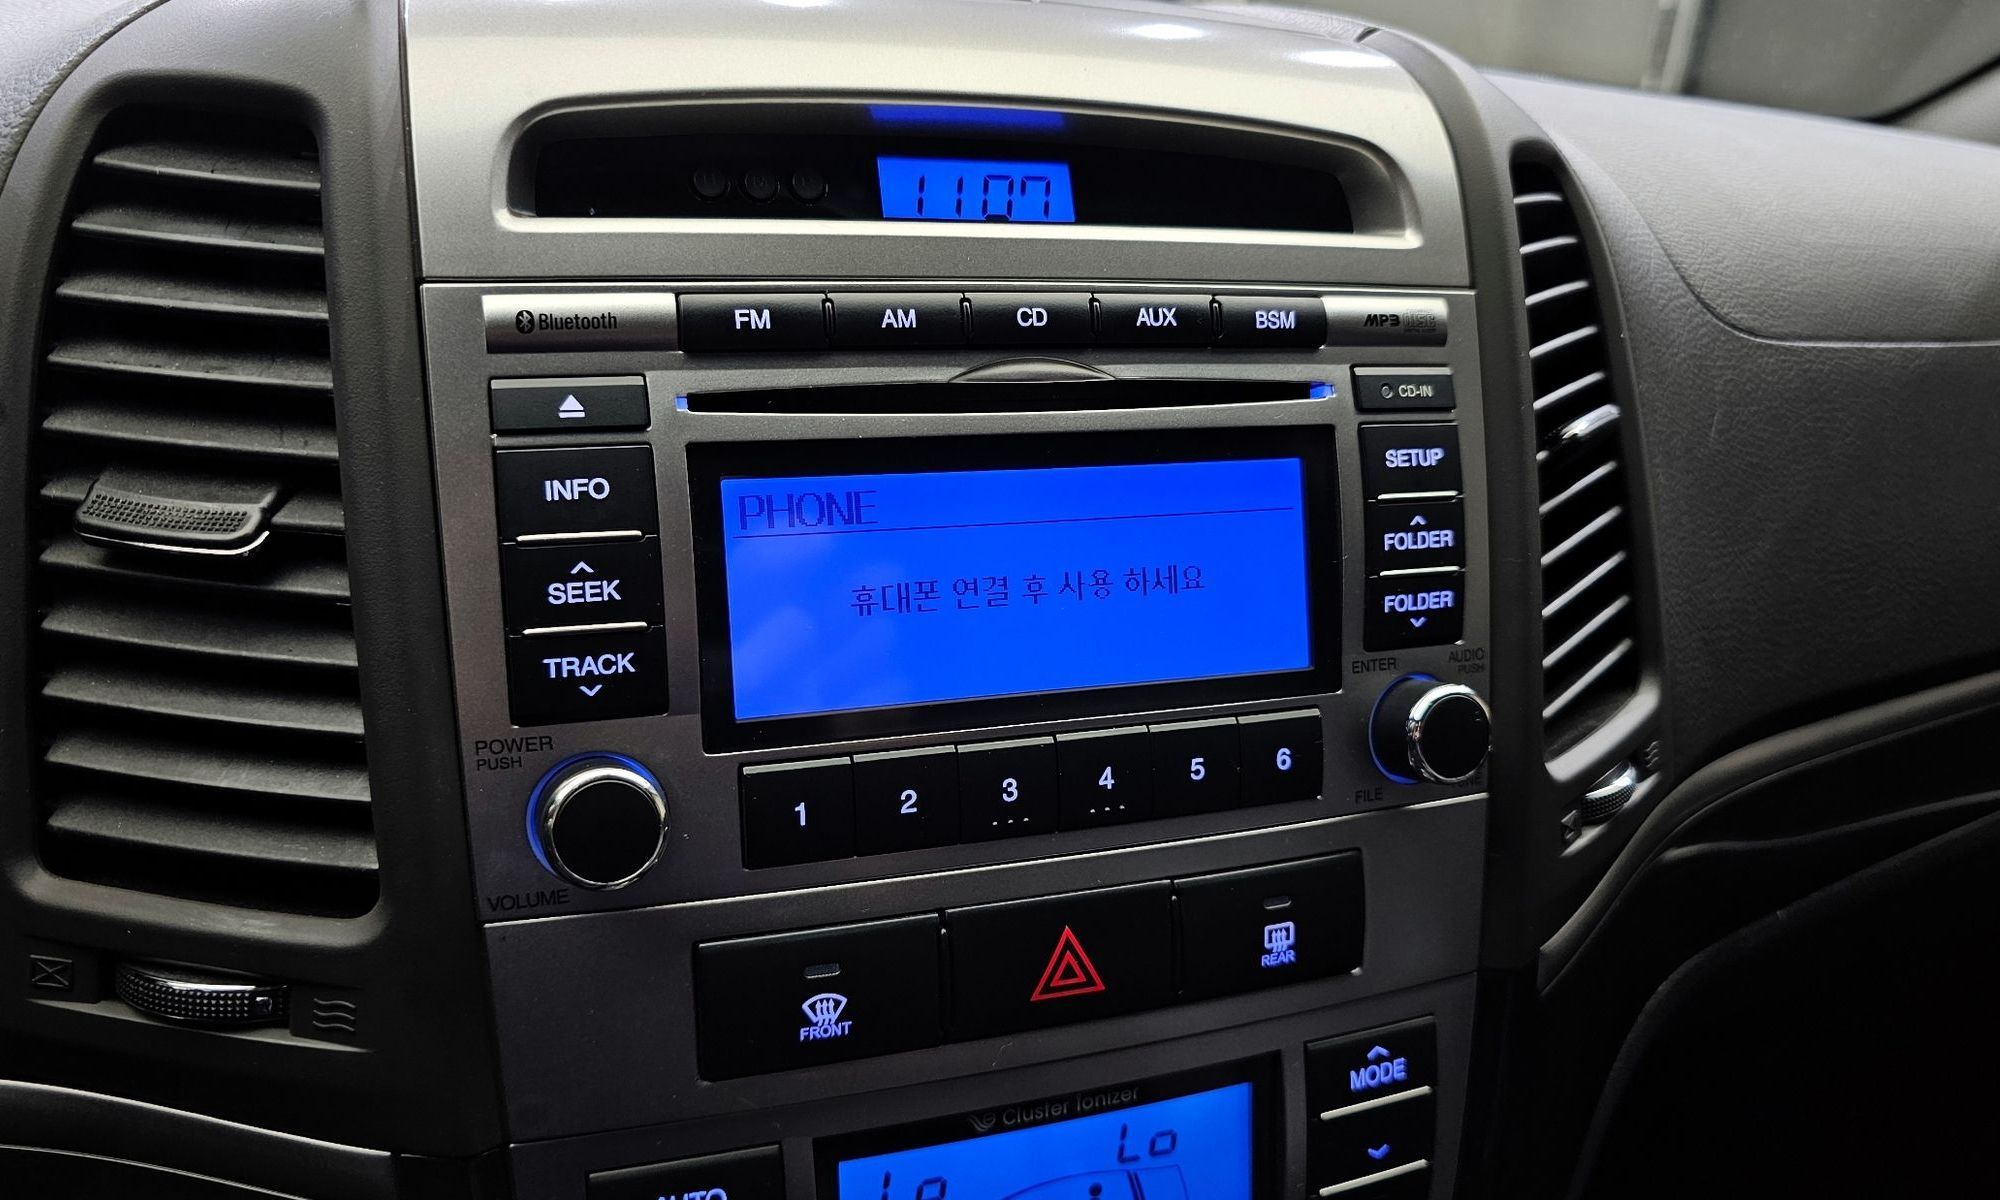 1107
Bluetooth
FM
AM
CD
AUX
BSM
MP3
CD-IN
INFO
SETUP
SEEK
FOLDER
TRACK
FOLDER
PHONE
휴대폰 연결 후 사용 하세요
POWER
PUSH
VOLUME
ENTER
AUDIO
PUSH
FILE
1
2
3
4
5
6
FRONT
REAR
MODE
Cluster Ionizer
Lo
Lo
AUTO